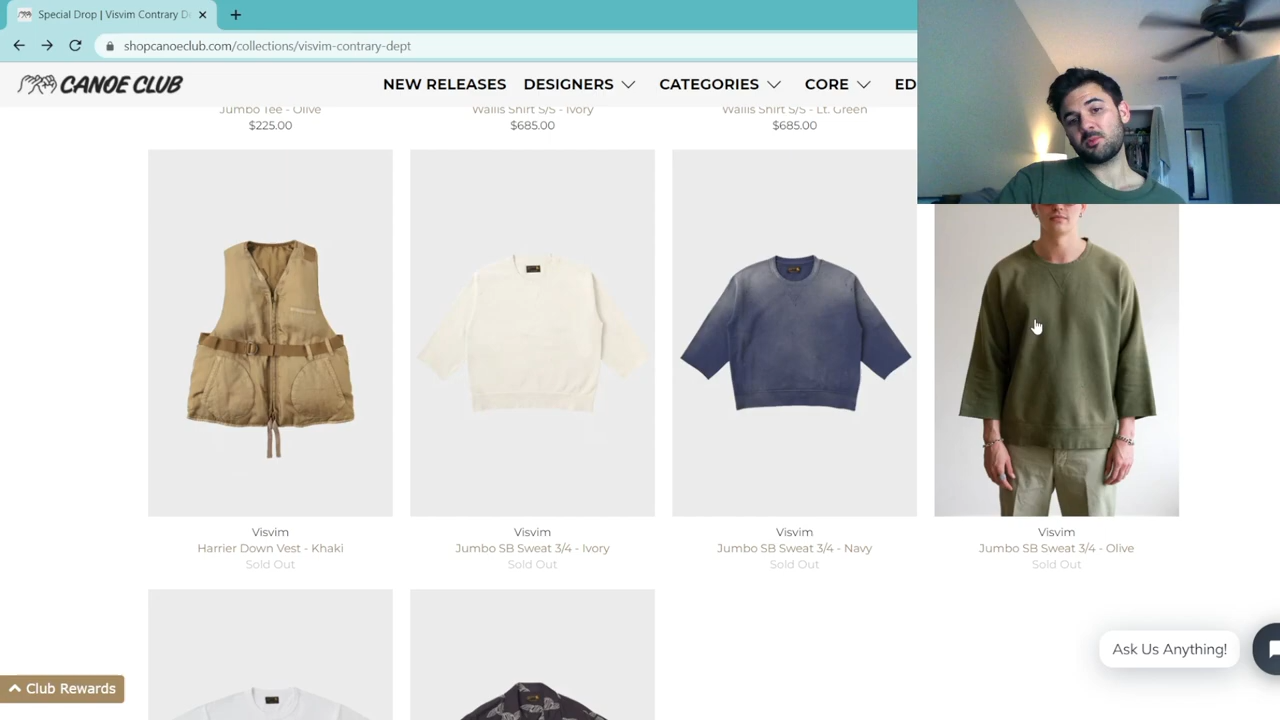 Special Drop | Visvim Contrary D
shopcanoeclub.com/collections/visvim-contrary-dept
CANOE CLUB
NEW RELEASES
DESIGNERS
CATEGORIES
CORE
ED
Jumbo Tee - Olive
$225.00
Wallis Shirt S/S - Ivory
$685.00
Wallis Shirt S/S - Lt. Green
$685.00
Visvim
Harrier Down Vest - Khaki
Sold Out
Visvim
Jumbo SB Sweat 3/4 - Ivory
Sold Out
Visvim
Jumbo SB Sweat 3/4 - Navy
Sold Out
Visvim
Jumbo SB Sweat 3/4 - Olive
Sold Out
Ask Us Anything!
Club Rewards